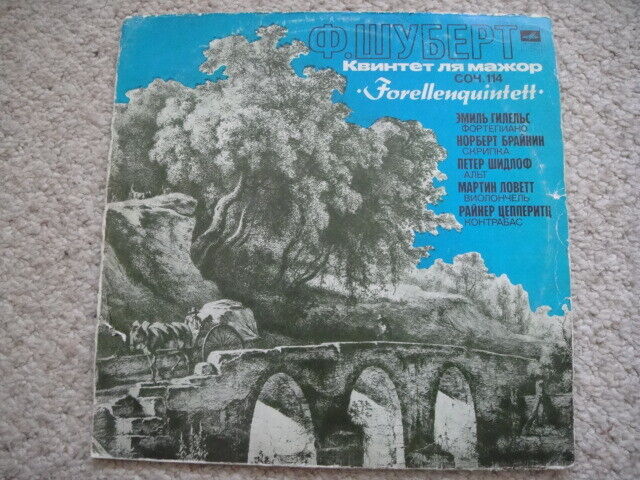 Ф. ШУБЕРТ
Квинтет ля мажор
соч. 114
·Forellenquintett·
ЭМИЛЬ ГИЛЕЛЬС
ФОРТЕПИАНО
НОРБЕРТ БРАЙНИН
СКРИПКА
ПЕТЕР ШИДЛОФ
АЛЬТ
МАРТИН ЛОВЕТТ
ВИОЛОНЧЕЛЬ
РАЙНЕР ЦЕППЕРИТЦ
КОНТРАБАС